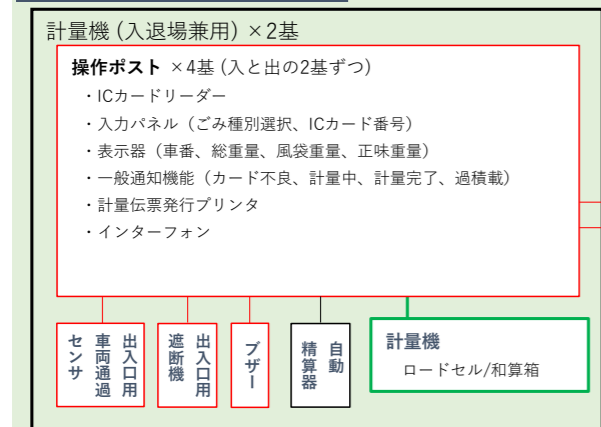 計量機 (入退場兼用) ×2基
操作ポスト ×4基 (入と出の2基ずつ)
・ICカードリーダー
・入力パネル（ごみ種別選択、ICカード番号）
・表示器（車番、総重量、風袋重量、正味重量）
・一般通知機能（カード不良、計量中、計量完了、過積載）
・計量伝票発行プリンタ
・インターフォン
出入口用
車両通過
センサ
出入口用
遮断機
ブザー
自動
精算器
計量機
ロードセル/和算箱